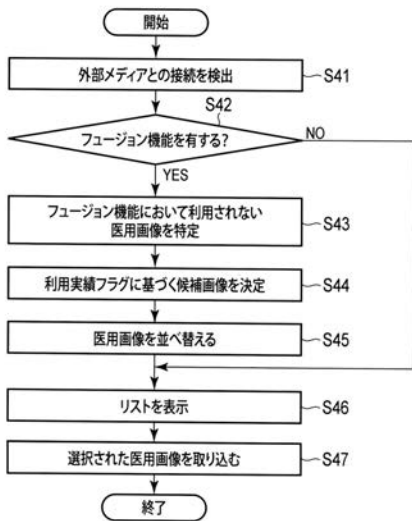 開始
外部メディアとの接続を検出
S41
S42
フュージョン機能を有する?
NO
YES
フュージョン機能において利用されない
医用画像を特定
S43
利用実績フラグに基づく候補画像を決定
S44
医用画像を並べ替える
S45
リストを表示
S46
選択された医用画像を取り込む
S47
終了